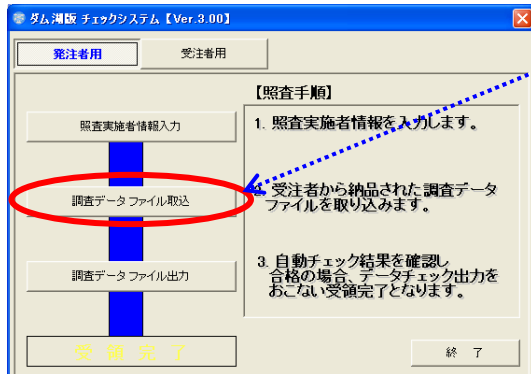 ダム湖版 チェックシステム【Ver.3.00】
発注者用
受注者用
【照査手順】
照査実施者情報入力
1. 照査実施者情報を入力します。
調査データファイル取込
2. 受注者から納品された調査データ
ファイルを取り込みます。
調査データファイル出力
3. 自動チェック結果を確認し
合格の場合、データチェック出力を
おこない受領完了となります。
受 領 完 了
終 了